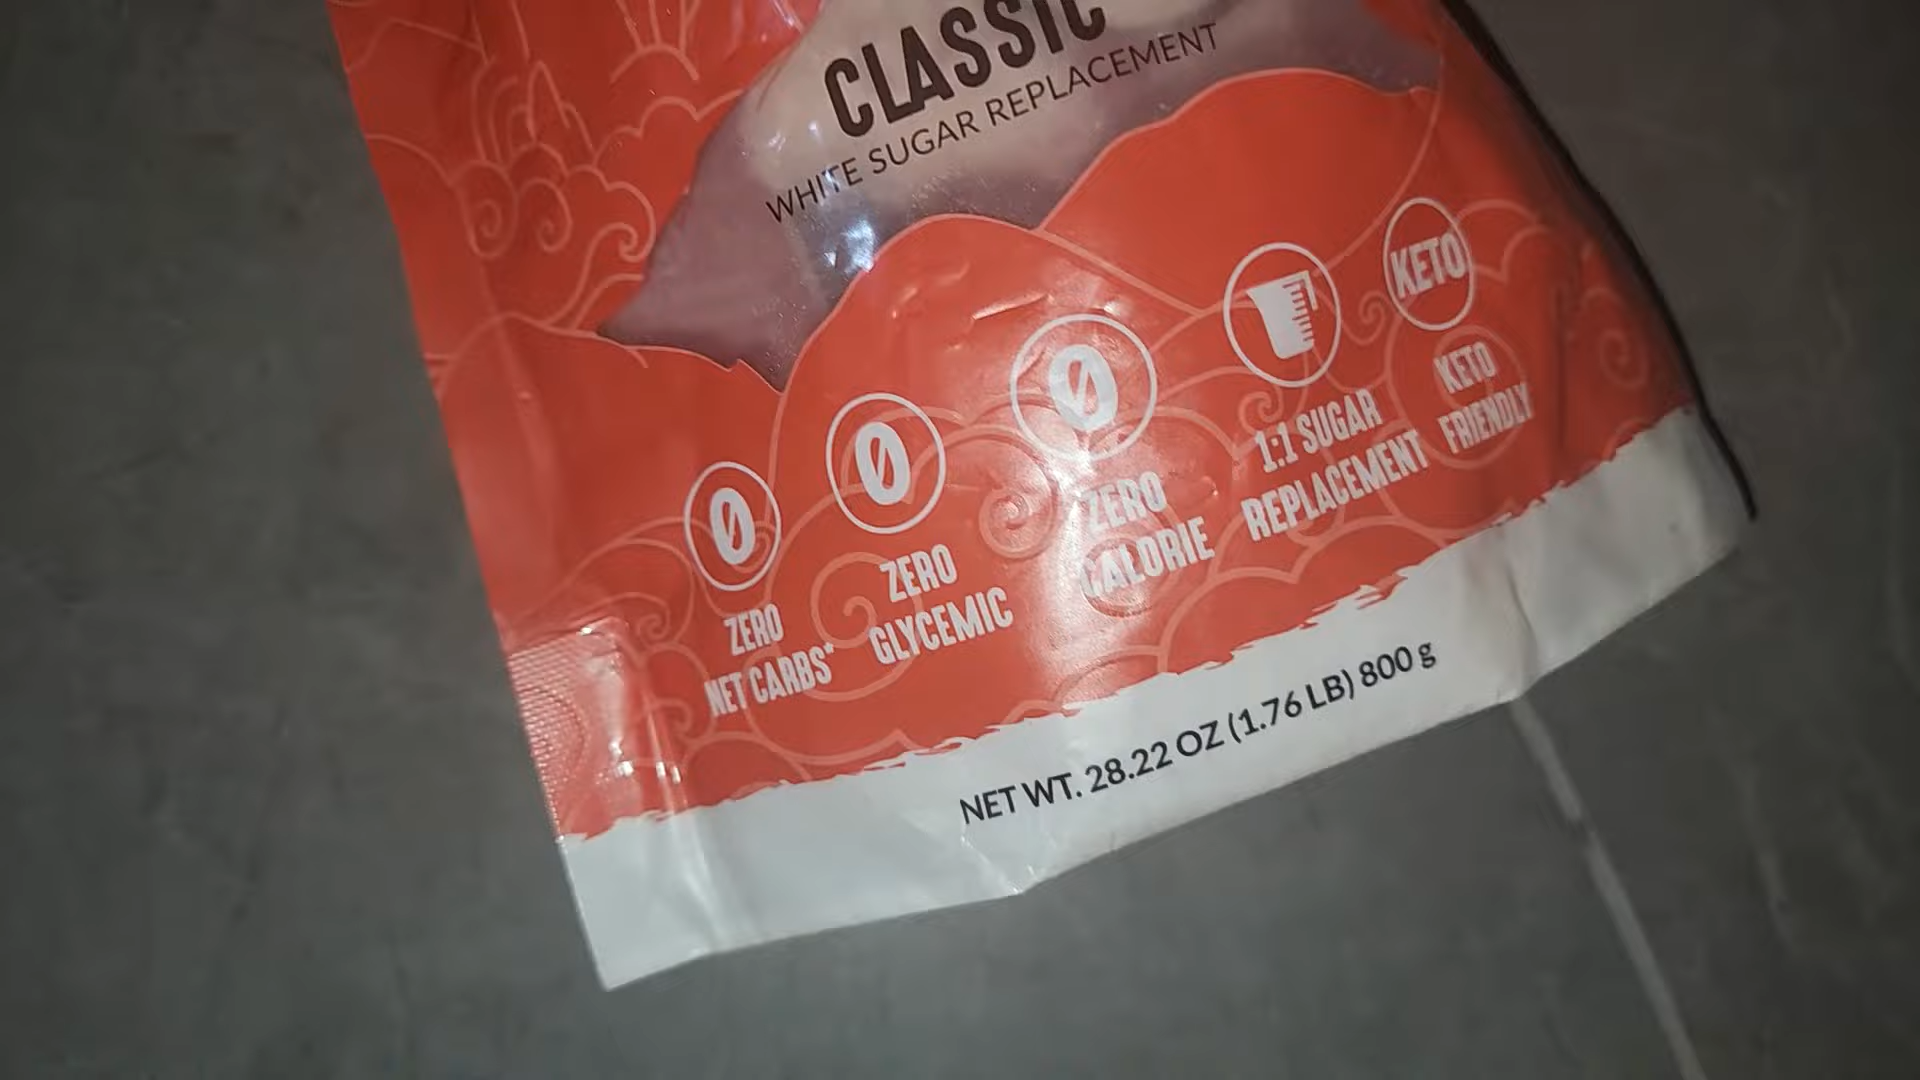 CLASSIC
WHITE SUGAR REPLACEMENT
0
ZERO
NET CARBS*
0
ZERO
GLYCEMIC
0
ZERO
CALORIE
1:1 SUGAR
REPLACEMENT
KETO
KETO
FRIENDLY
NET WT. 28.22 OZ (1.76 LB) 800 g